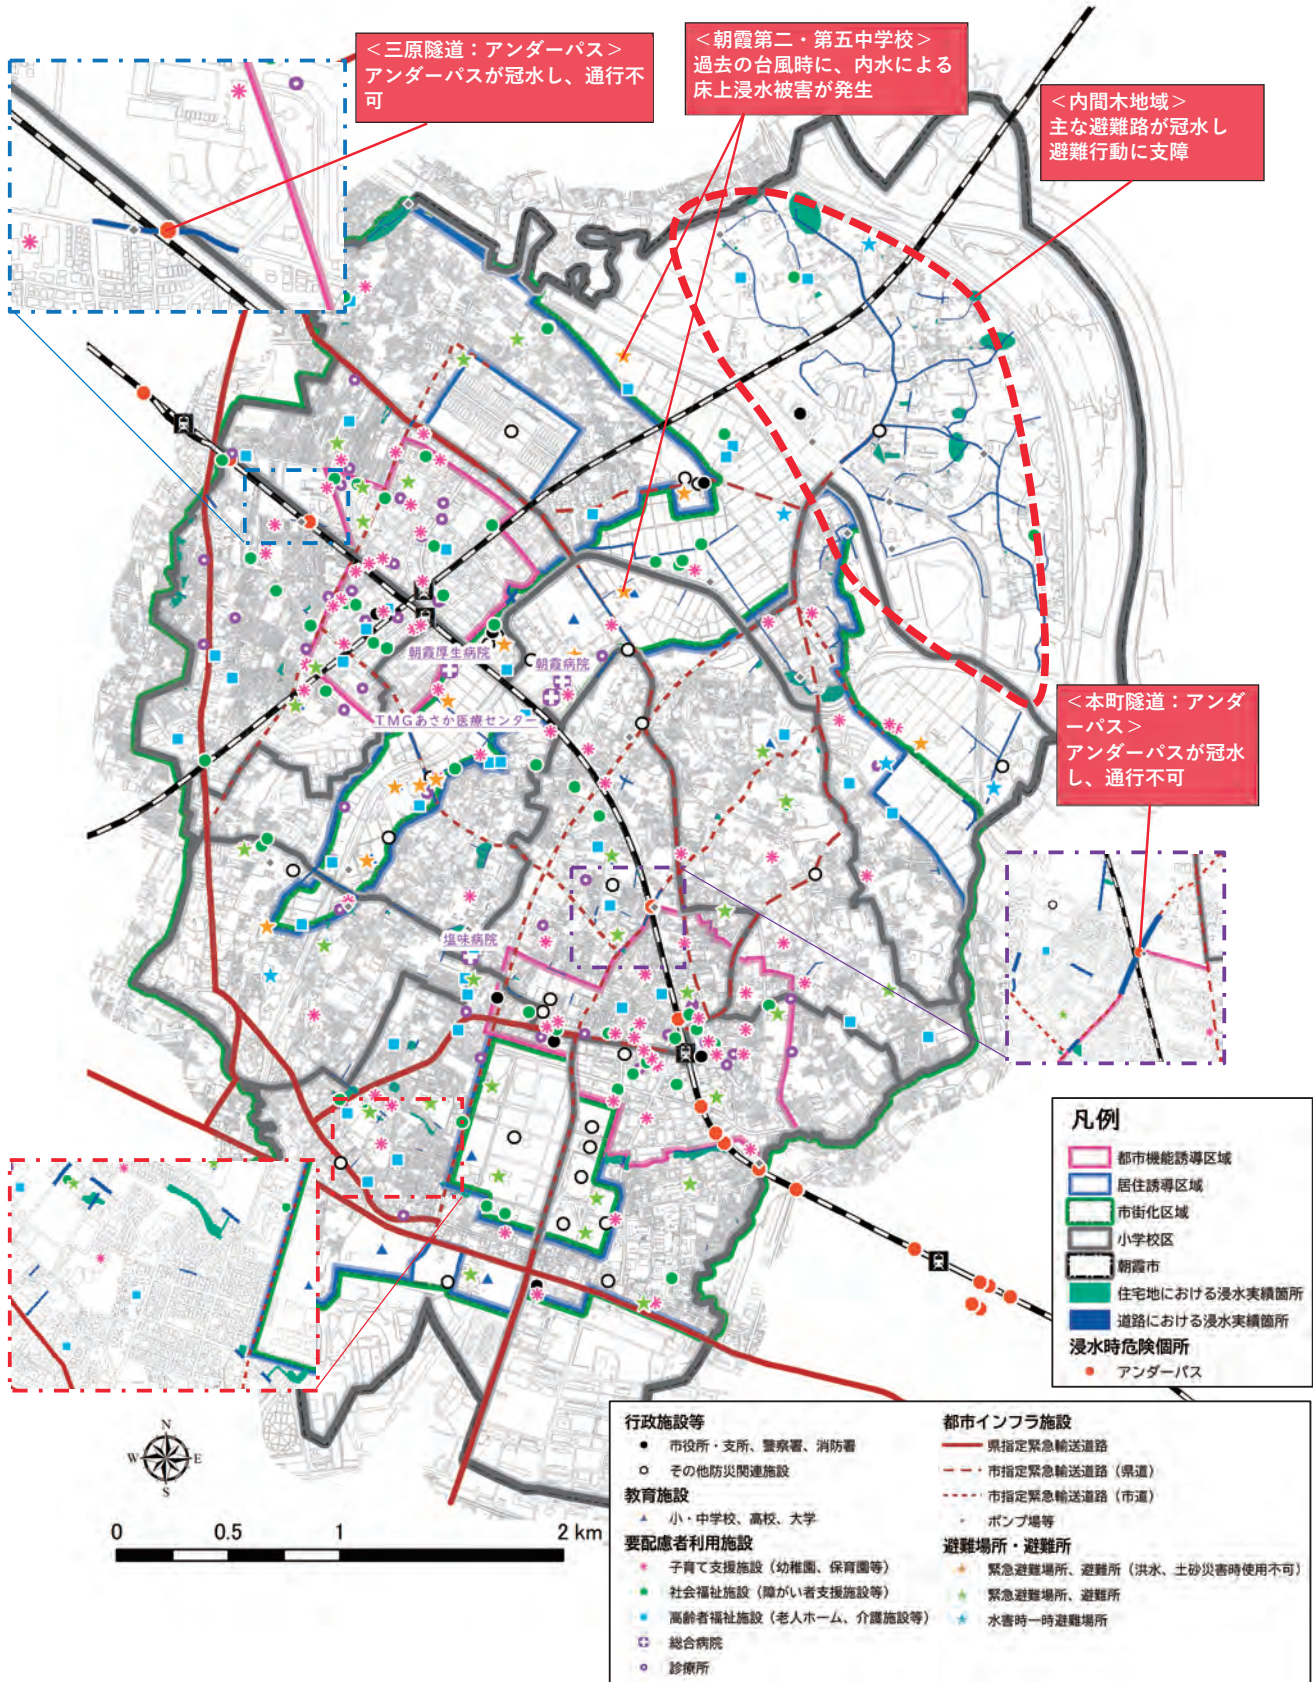 ＜三原隧道：アンダーパス＞
アンダーパスが冠水し、通行不
可
＜朝霞第二・第五中学校＞
過去の台風時に、内水による
床上浸水被害が発生
＜内間木地域＞
主な避難路が冠水し
避難行動に支障
朝霞厚生病院
朝霞病院
TMGあさか医療センター
＜本町隧道：アンダ
ーパス＞
アンダーパスが冠水
し、通行不可
塩味病院
凡例
都市機能誘導区域
居住誘導区域
市街化区域
小学校区
朝霞市
住宅地における浸水実績箇所
道路における浸水実績箇所
浸水時危険個所
アンダーパス
N
W E
S
0 0.5 1 2 km
行政施設等
市役所・支所、警察署、消防署
その他防災関連施設
教育施設
小・中学校、高校、大学
要配慮者利用施設
子育て支援施設（幼稚園、保育園等）
社会福祉施設（障がい者支援施設等）
高齢者福祉施設（老人ホーム、介護施設等）
総合病院
診療所
都市インフラ施設
県指定緊急輸送道路
市指定緊急輸送道路（県道）
市指定緊急輸送道路（市道）
ポンプ場等
避難場所・避難所
緊急避難場所、避難所（洪水、土砂災害時使用不可）
緊急避難場所、避難所
水害時一時避難場所